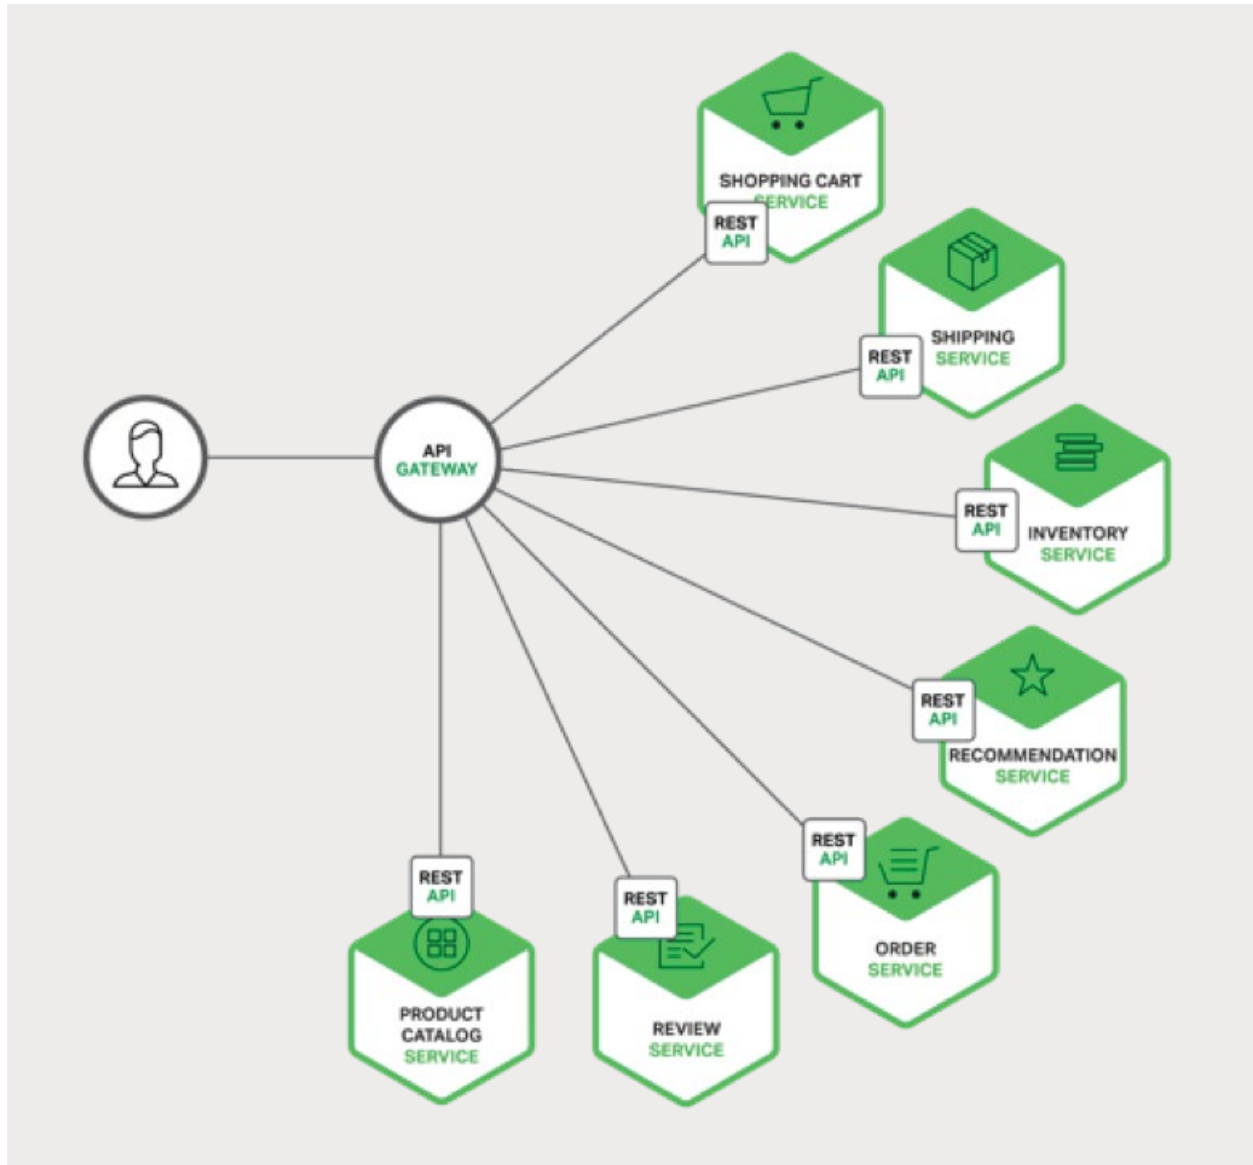 SHOPPING CART
SERVICE
REST
API
SHIPPING
SERVICE
REST
API
API
GATEWAY
REST
API
INVENTORY
SERVICE
REST
API
RECOMMENDATION
SERVICE
REST
API
ORDER
SERVICE
REST
API
PRODUCT
CATALOG
SERVICE
REST
API
REVIEW
SERVICE